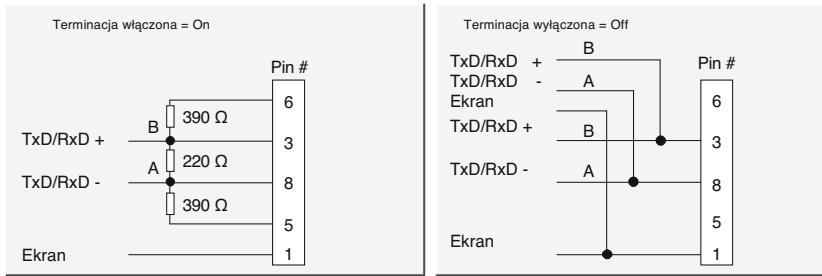 Terminacja włączona = On
Pin #
6
390 Ω
B
TxD/RxD +
3
220 Ω
A
TxD/RxD -
8
390 Ω
5
Ekran
1
Terminacja wyłączona = Off
B
TxD/RxD +
Pin #
TxD/RxD -
A
Ekran
6
TxD/RxD +
B
3
TxD/RxD -
A
8
5
Ekran
1